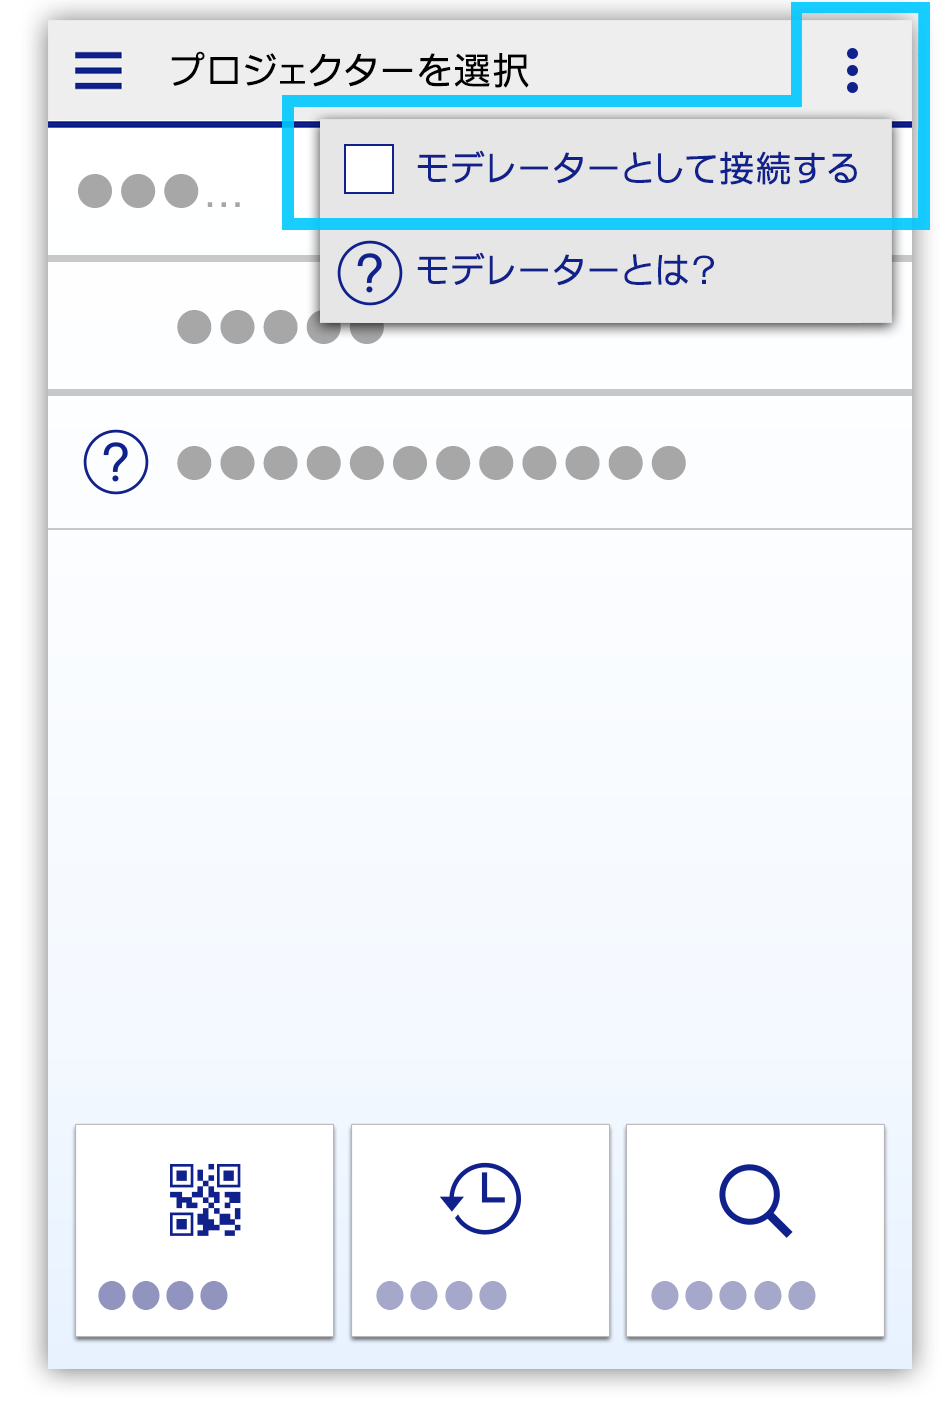 プロジェクターを選択
モデレーターとして接続する
モデレーターとは？